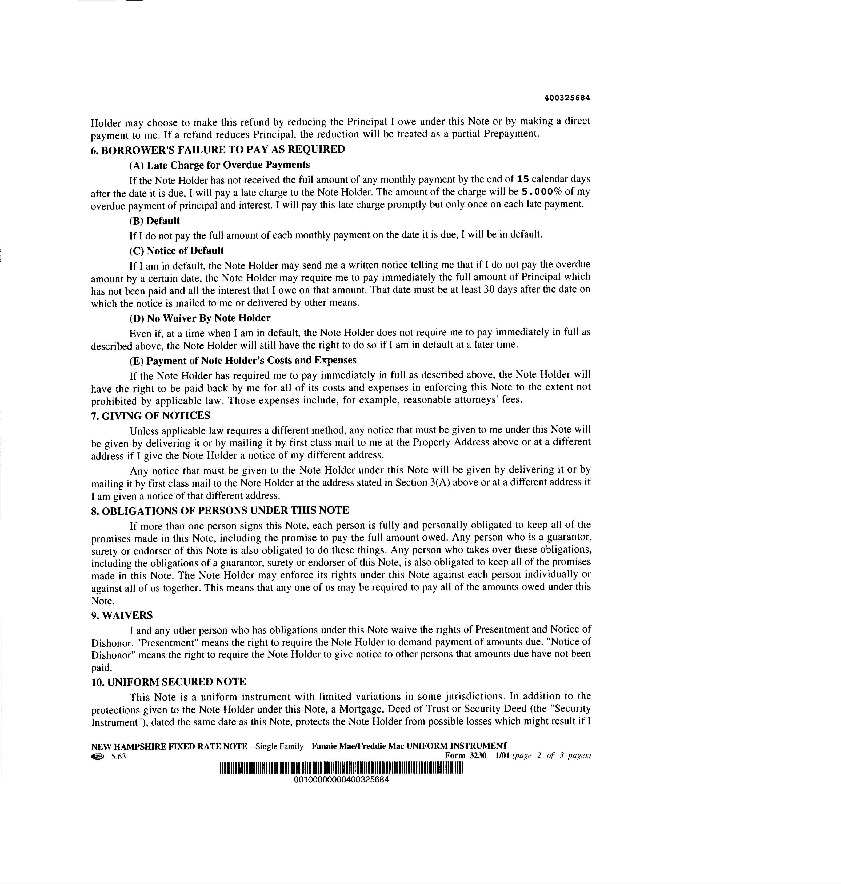 400325684
Holder may choose to make this refund by reducing the Principal I owe under this Note or by making a direct
payment to me. If a refund reduces Principal, the reduction will be treated as a partial Prepayment.
6. BORROWER'S FAILURE TO PAY AS REQUIRED
(A) Late Charge for Overdue Payments
If the Note Holder has not received the full amount of any monthly payment by the end of 15 calendar days
after the date it is due, I will pay a late charge to the Note Holder. The amount of the charge will be 5.000% of my
overdue payment of principal and interest. I will pay this late charge promptly but only once on each late payment.
(B) Default
If I do not pay the full amount of each monthly payment on the date it is due, I will be in default.
(C) Notice of Default
If I am in default, the Note Holder may send me a written notice telling me that if I do not pay the overdue
amount by a certain date, the Note Holder may require me to pay immediately the full amount of Principal which
has not been paid and all the interest that I owe on that amount. That date must be at least 30 days after the date on
which the notice is mailed to me or delivered by other means.
(D) No Waiver By Note Holder
Even if, at a time when I am in default, the Note Holder does not require me to pay immediately in full as
described above, the Note Holder will still have the right to do so if I am in default at a later time.
(E) Payment of Note Holder's Costs and Expenses
If the Note Holder has required me to pay immediately in full as described above, the Note Holder will
have the right to be paid back by me for all of its costs and expenses in enforcing this Note to the extent not
prohibited by applicable law. Those expenses include, for example, reasonable attorneys' fees.
7. GIVING OF NOTICES
Unless applicable law requires a different method, any notice that must be given to me under this Note will
be given by delivering it or by mailing it by first class mail to me at the Property Address above or at a different
address if I give the Note Holder a notice of my different address.
Any notice that must be given to the Note Holder under this Note will be given by delivering it or by
mailing it by first class mail to the Note Holder at the address stated in Section 3(A) above or at a different address if
I am given a notice of that different address.
8. OBLIGATIONS OF PERSONS UNDER THIS NOTE
If more than one person signs this Note, each person is fully and personally obligated to keep all of the
promises made in this Note, including the promise to pay the full amount owed. Any person who is a guarantor,
surety or endorser of this Note is also obligated to do these things. Any person who takes over these obligations,
including the obligations of a guarantor, surety or endorser of this Note, is also obligated to keep all of the promises
made in this Note. The Note Holder may enforce its rights under this Note against each person individually or
against all of us together. This means that any one of us may be required to pay all of the amounts owed under this
Note.
9. WAIVERS
I and any other person who has obligations under this Note waive the rights of Presentment and Notice of
Dishonor. "Presentment" means the right to require the Note Holder to demand payment of amounts due. "Notice of
Dishonor" means the right to require the Note Holder to give notice to other persons that amounts due have not been
paid.
10. UNIFORM SECURED NOTE
This Note is a uniform instrument with limited variations in some jurisdictions. In addition to the
protections given to the Note Holder under this Note, a Mortgage, Deed of Trust or Security Deed (the "Security
Instrument"), dated the same date as this Note, protects the Note Holder from possible losses which might result if I
NEW HAMPSHIRE FIXED RATE NOTE--Single Family--Fannie Mae/Freddie Mac UNIFORM INSTRUMENT
5.63 Form 3230 1/01 (page 2 of 3 pages)
00100000000400325684